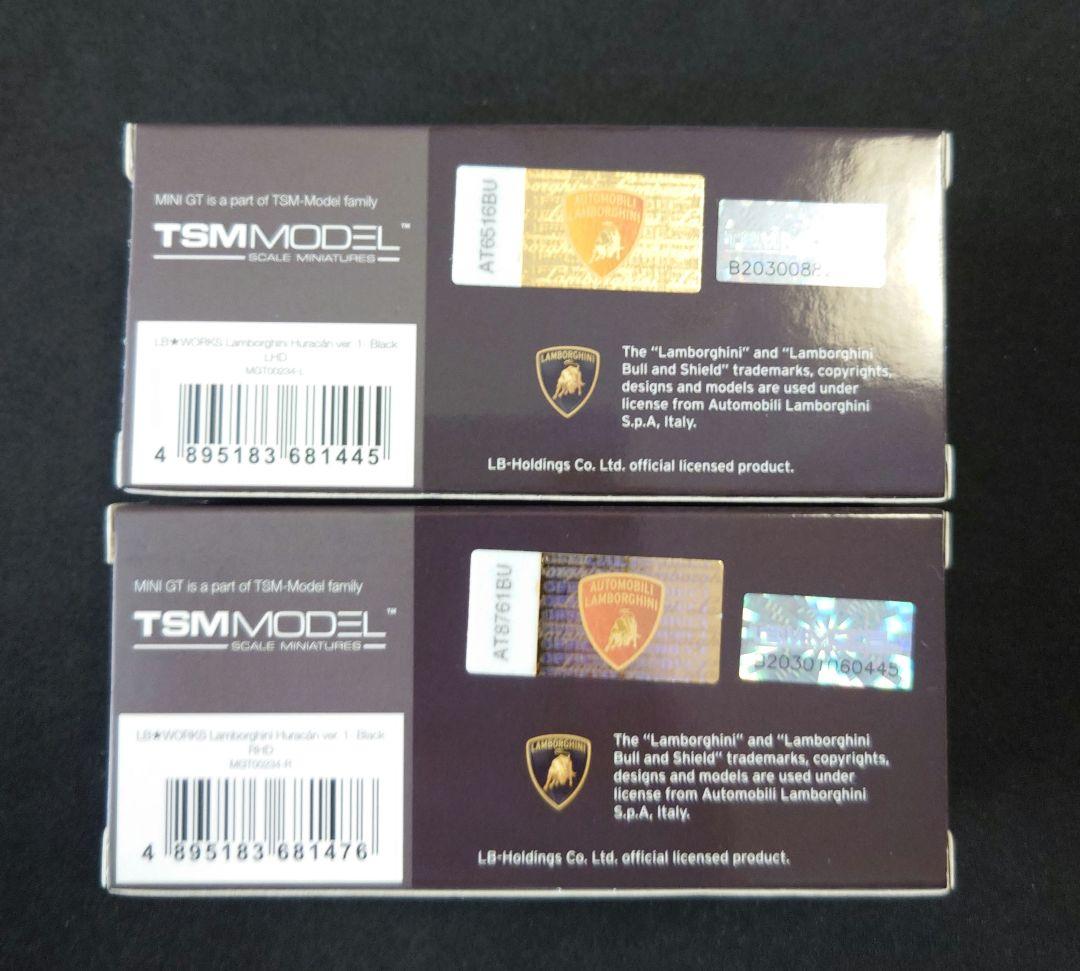 MINI GT is a part of TSM-Model family
TSMMODEL™
SCALE MINIATURES
AT6516BU
AUTOMOBILI
LAMBORGHINI
LB★WORKS Lamborghini Huracán ver. 1 Black
LHD
MGT00234-L
4 895183 681445
LAMBORGHINI
The "Lamborghini" and "Lamborghini
Bull and Shield" trademarks, copyrights,
designs and models are used under
license from Automobili Lamborghini
S.p.A, Italy.
LB-Holdings Co. Ltd. official licensed product.
MINI GT is a part of TSM-Model family
TSMMODEL™
SCALE MINIATURES
AT8761BU
AUTOMOBILI
LAMBORGHINI
B20301060445
LB★WORKS Lamborghini Huracán ver. 1 Black
RHD
MGT00234-R
4 895183 681476
LAMBORGHINI
The "Lamborghini" and "Lamborghini
Bull and Shield" trademarks, copyrights,
designs and models are used under
license from Automobili Lamborghini
S.p.A, Italy.
LB-Holdings Co. Ltd. official licensed product.